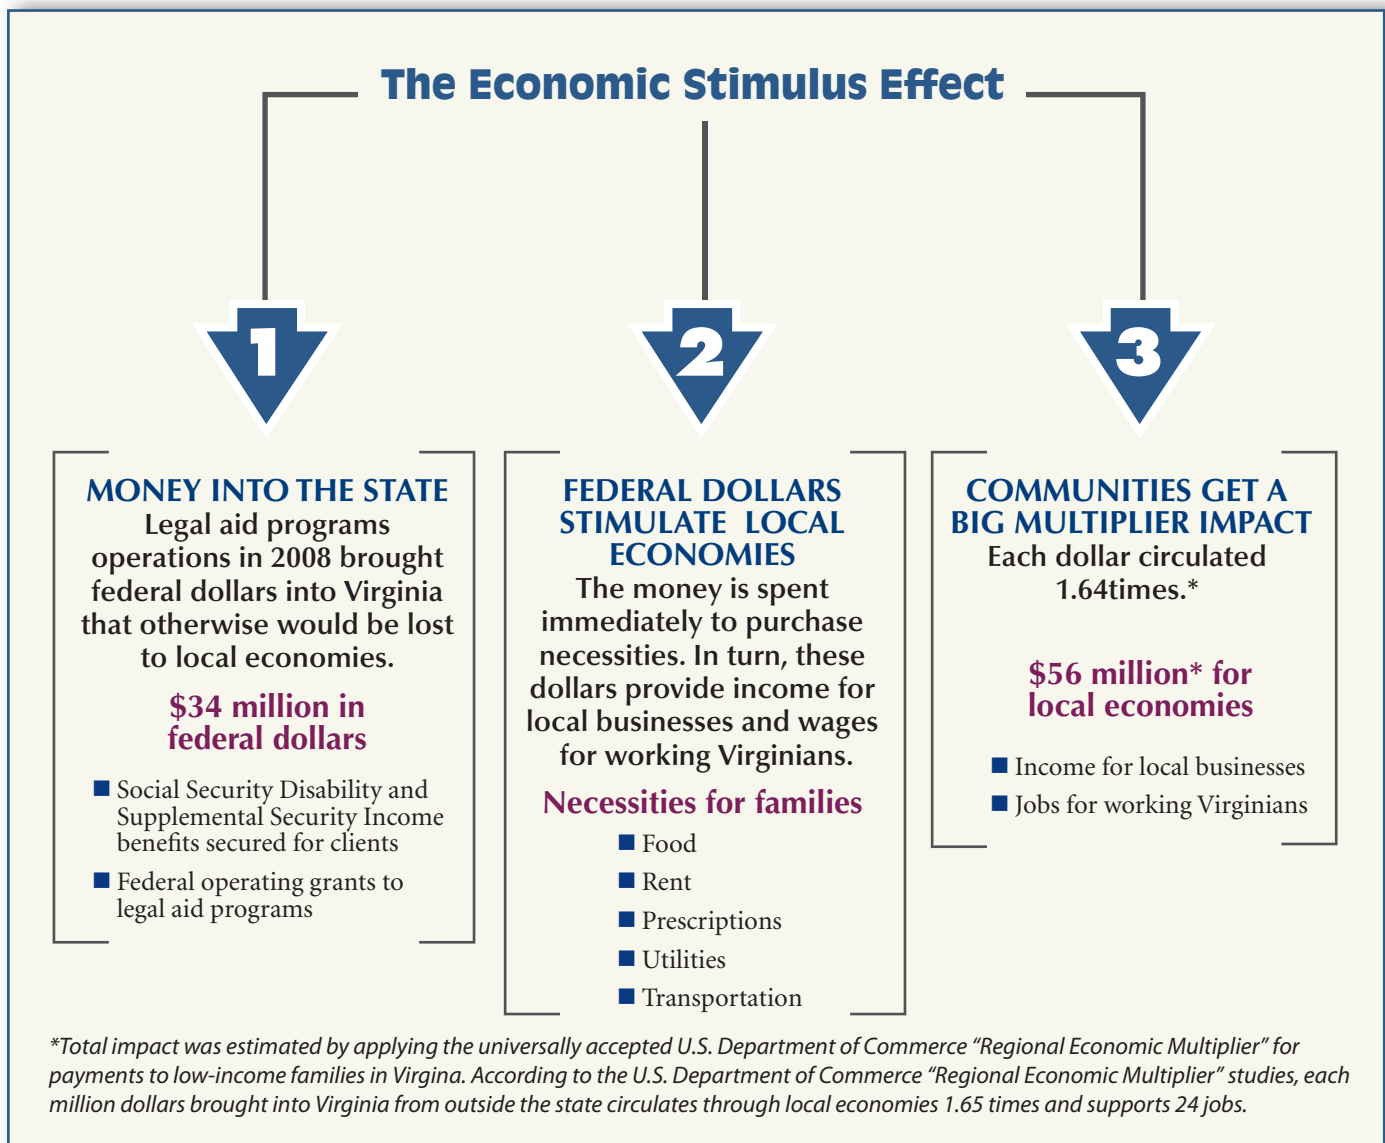 The Economic Stimulus Effect
1
MONEY INTO THE STATE
Legal aid programs
operations in 2008 brought
federal dollars into Virginia
that otherwise would be lost
to local economies.
$34 million in
federal dollars
■ Social Security Disability and
Supplemental Security Income
benefits secured for clients
■ Federal operating grants to
legal aid programs
2
FEDERAL DOLLARS
STIMULATE LOCAL
ECONOMIES
The money is spent
immediately to purchase
necessities. In turn, these
dollars provide income for
local businesses and wages
for working Virginians.
Necessities for families
■ Food
■ Rent
■ Prescriptions
■ Utilities
■ Transportation
3
COMMUNITIES GET A
BIG MULTIPLIER IMPACT
Each dollar circulated
1.64times.*
$56 million* for
local economies
■ Income for local businesses
■ Jobs for working Virginians
*Total impact was estimated by applying the universally accepted U.S. Department of Commerce “Regional Economic Multiplier” for
payments to low-income families in Virgina. According to the U.S. Department of Commerce “Regional Economic Multiplier” studies, each
million dollars brought into Virginia from outside the state circulates through local economies 1.65 times and supports 24 jobs.